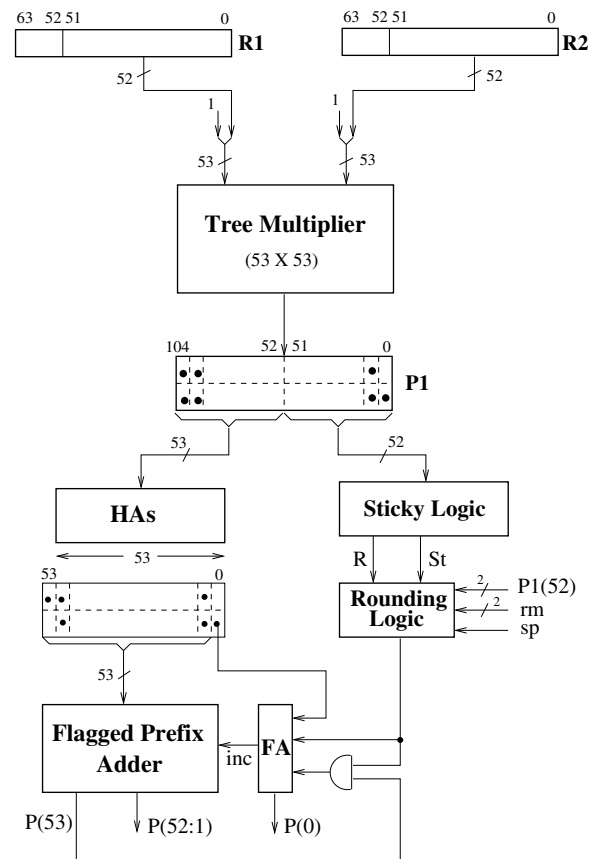 63 52 51 0
R1
63 52 51 0
R2
52
52
1
1
53
53
Tree Multiplier
(53 X 53)
104 52 51 0
P1
53
52
HAs
Sticky Logic
53
R St
53 0
Rounding
Logic
2
P1(52)
2
rm
sp
53
Flagged Prefix
Adder
inc
FA
P(53)
P(52:1)
P(0)